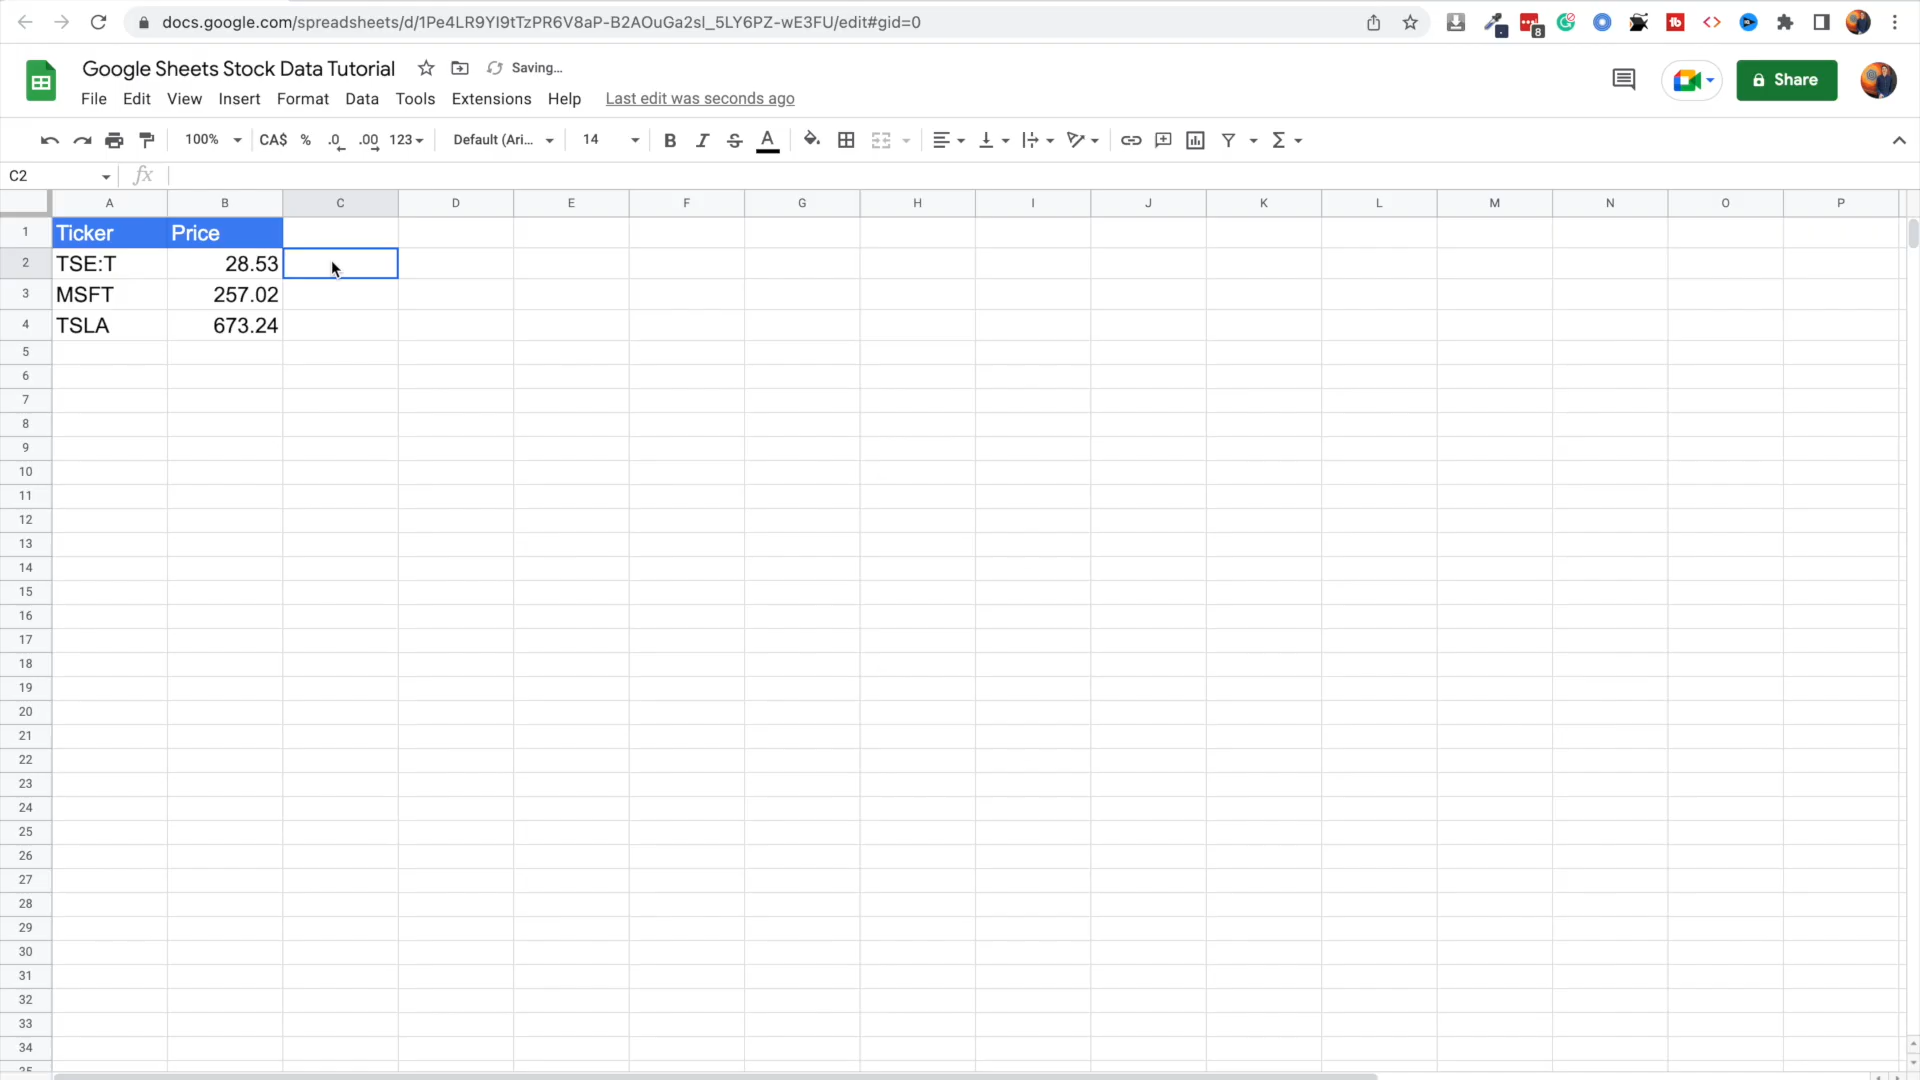 docs.google.com/spreadsheets/d/1Pe4LR9YI9tTzPR6V8aP-B2AOuGa2sI_5LY6PZ-wE3FU/edit#gid=0
8
tb
Google Sheets Stock Data Tutorial Saving…
File Edit View Insert Format Data Tools Extensions Help Last edit was seconds ago
Share
100% CA$ % .0 .00 123 Default (Ari... 14 B I S A
C2 fx
A B C D E F G H I J K L M N O P
1 Ticker Price
2 TSE:T 28.53
3 MSFT 257.02
4 TSLA 673.24
5
6
7
8
9
10
11
12
13
14
15
16
17
18
19
20
21
22
23
24
25
26
27
28
29
30
31
32
33
34
35